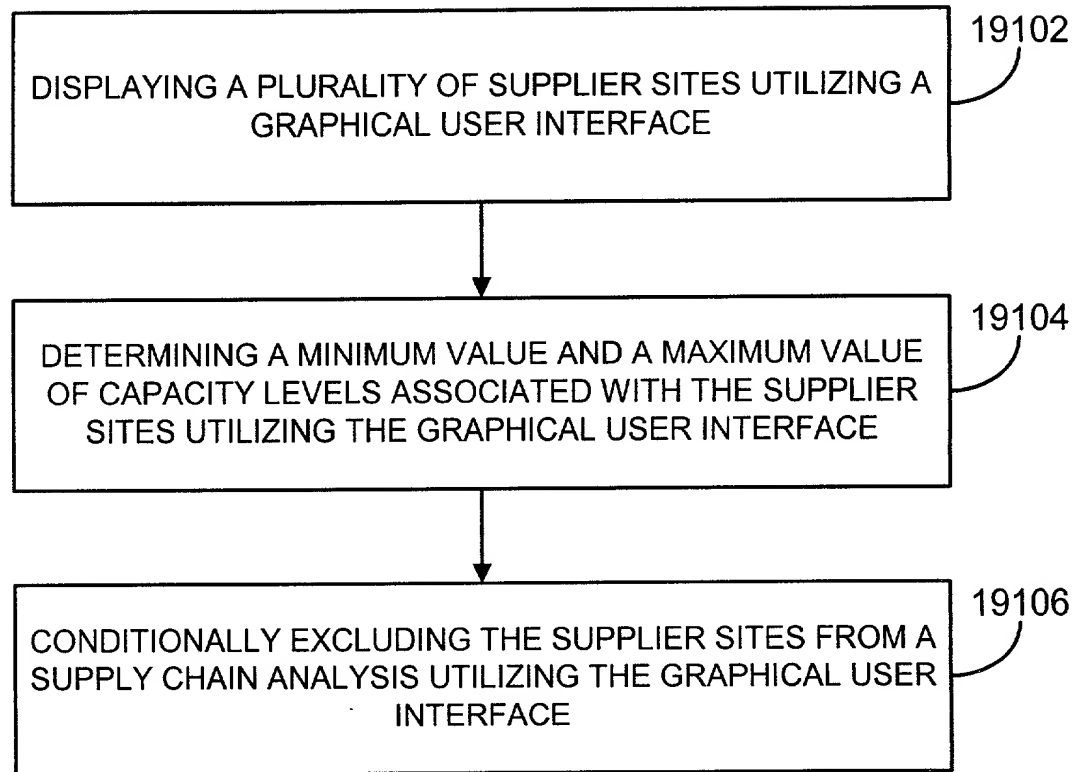 19102
DISPLAYING A PLURALITY OF SUPPLIER SITES UTILIZING A
GRAPHICAL USER INTERFACE
19104
DETERMINING A MINIMUM VALUE AND A MAXIMUM VALUE
OF CAPACITY LEVELS ASSOCIATED WITH THE SUPPLIER
SITES UTILIZING THE GRAPHICAL USER INTERFACE
19106
CONDITIONALLY EXCLUDING THE SUPPLIER SITES FROM A
SUPPLY CHAIN ANALYSIS UTILIZING THE GRAPHICAL USER
INTERFACE